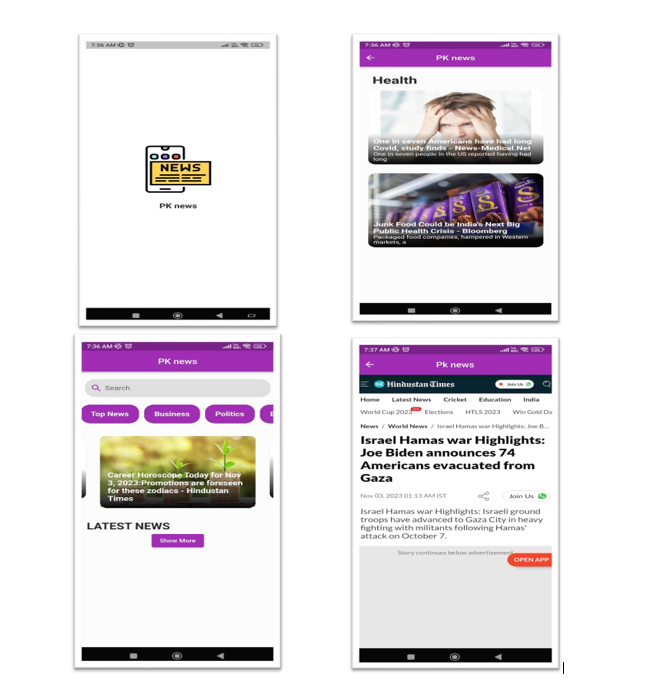 7:36 AM
NEWS
PK news
7:36 AM
PK news
Health
One in seven Americans have had long
Covid, study finds - News-Medical.Net
One in seven people in the US reported having had
long
Junk Food Could be India's Next Big
Public Health Crisis - Bloomberg
Packaged food companies, hampered in Western
markets, a
7:36 AM
PK news
Search
Top News Business Politics
Career Horoscope Today for Nov
3, 2023:Promotions are foreseen
for these zodiacs - Hindustan
Times
LATEST NEWS
Show More
7:37 AM
Pk news
Hindustan Times Join Us
Home Latest News Cricket Education India
World Cup 2023 Elections HTLS 2023 Win Gold Da
News / World News / Israel Hamas war Highlights: Joe B...
Israel Hamas war Highlights:
Joe Biden announces 74
Americans evacuated from
Gaza
Nov 03, 2023 01:13 AM IST Join Us
Israel Hamas war Highlights: Israeli ground
troops have advanced to Gaza City in heavy
fighting with militants following Hamas'
attack on October 7.
Story continues below advertisement
OPEN APP